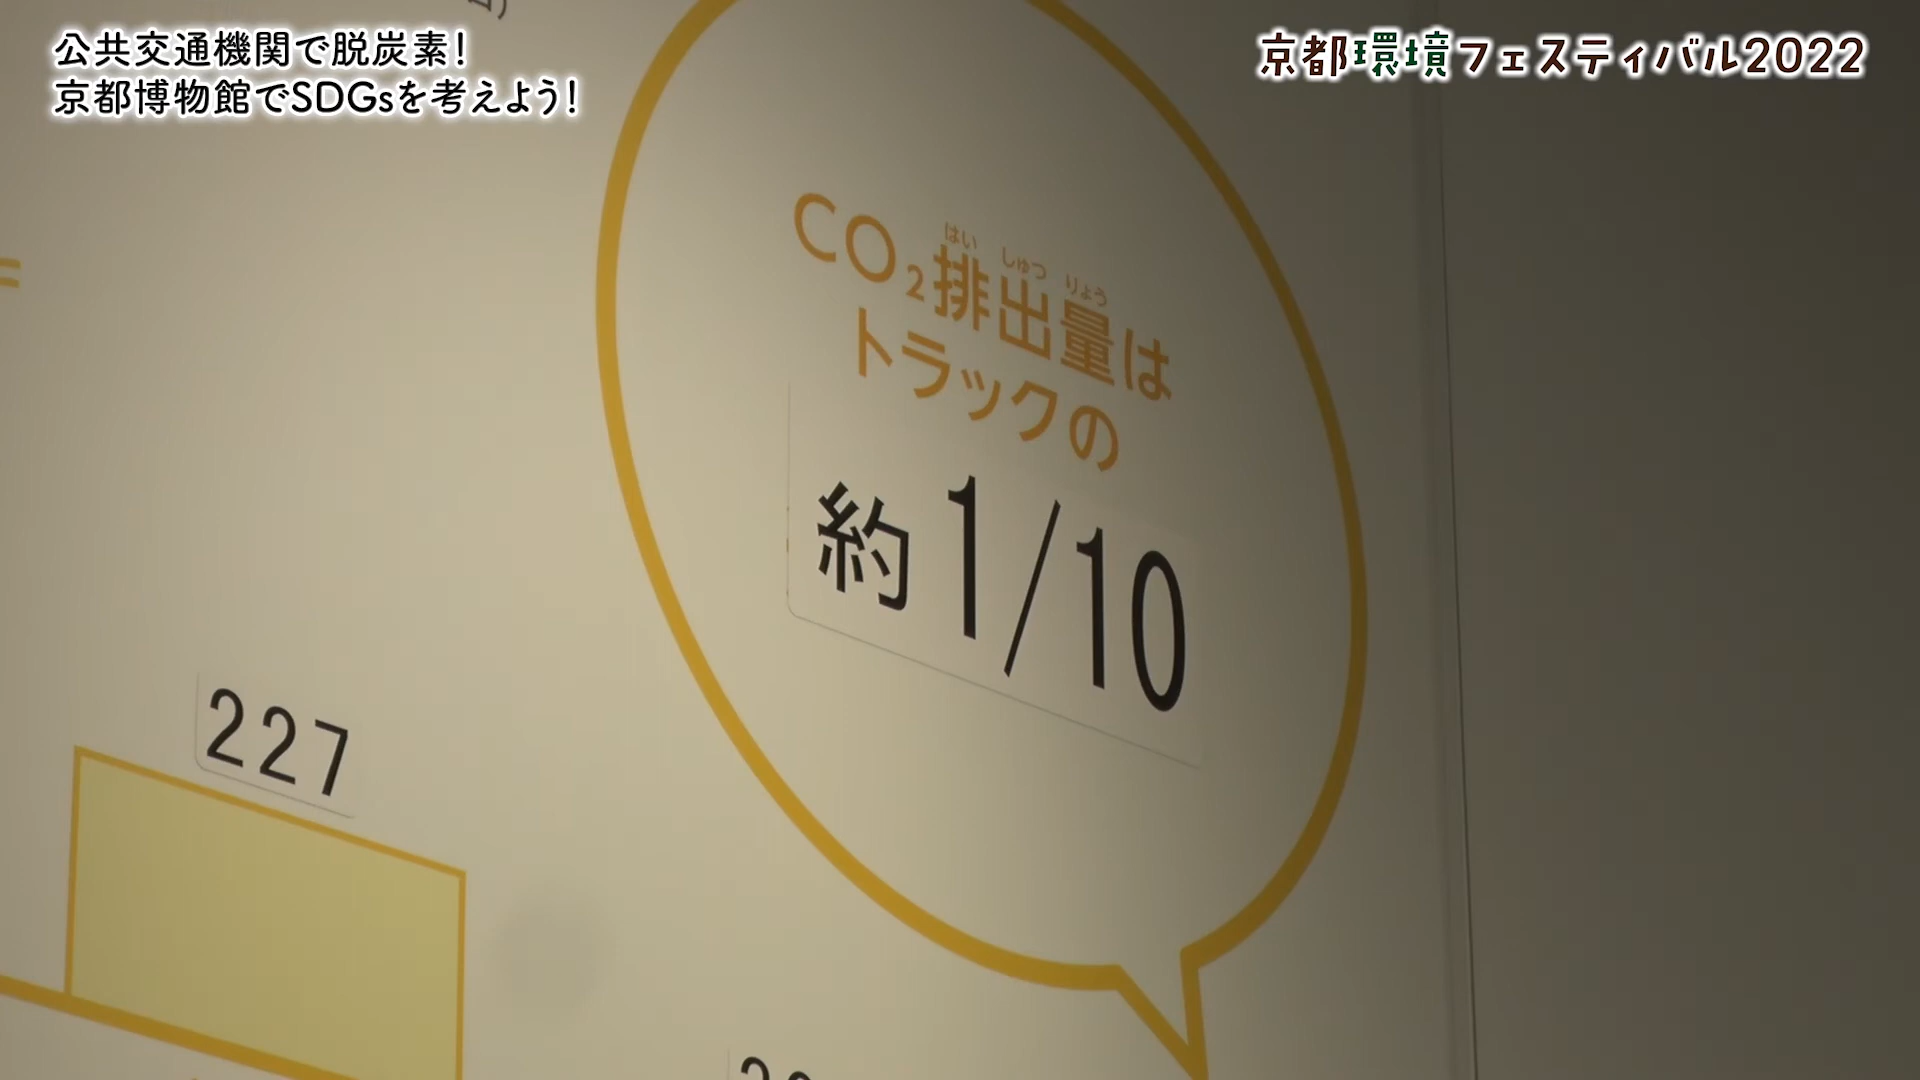 公共交通機関で脱炭素！
京都博物館でSDGsを考えよう！
京都環境フェスティバル2022
はい しゅつ りょう
CO₂排出量は
トラックの
約1/10
227